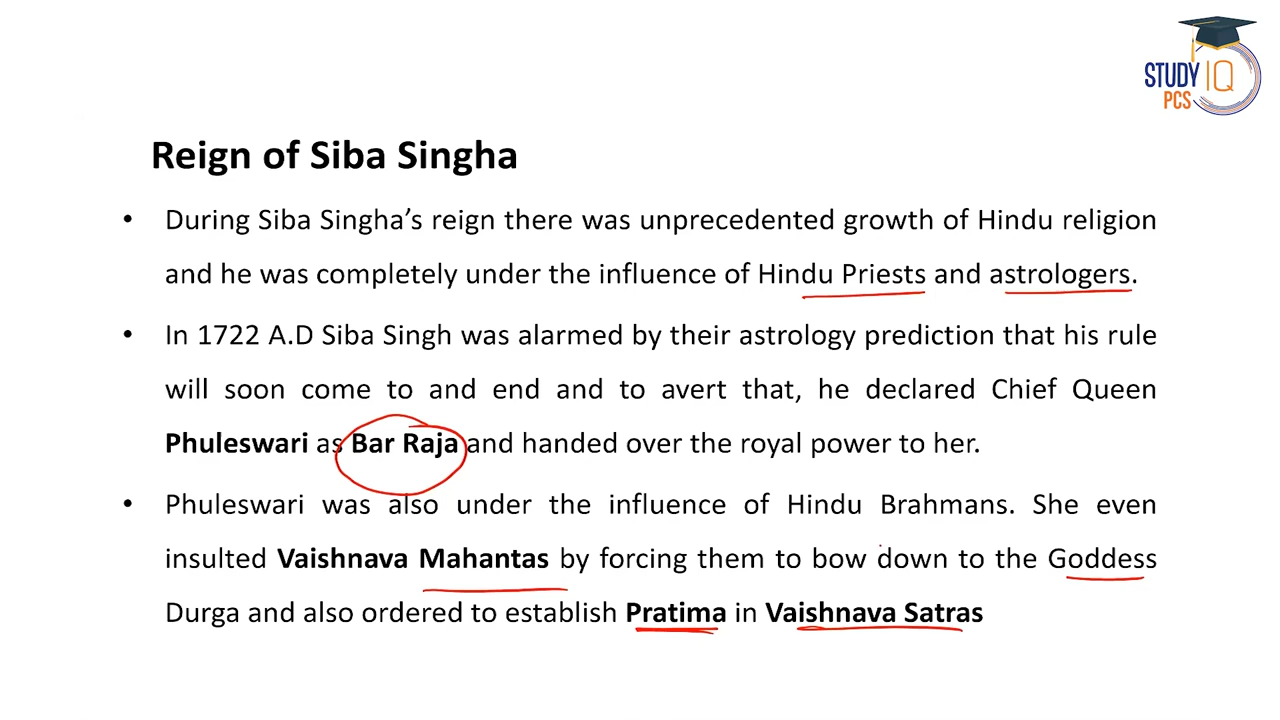 STUDY IQ
PCS
Reign of Siba Singha
• During Siba Singha’s reign there was unprecedented growth of Hindu religion
and he was completely under the influence of Hindu Priests and astrologers.
• In 1722 A.D Siba Singh was alarmed by their astrology prediction that his rule
will soon come to and end and to avert that, he declared Chief Queen
Phuleswari as Bar Raja and handed over the royal power to her.
• Phuleswari was also under the influence of Hindu Brahmans. She even
insulted Vaishnava Mahantas by forcing them to bow down to the Goddess
Durga and also ordered to establish Pratima in Vaishnava Satras